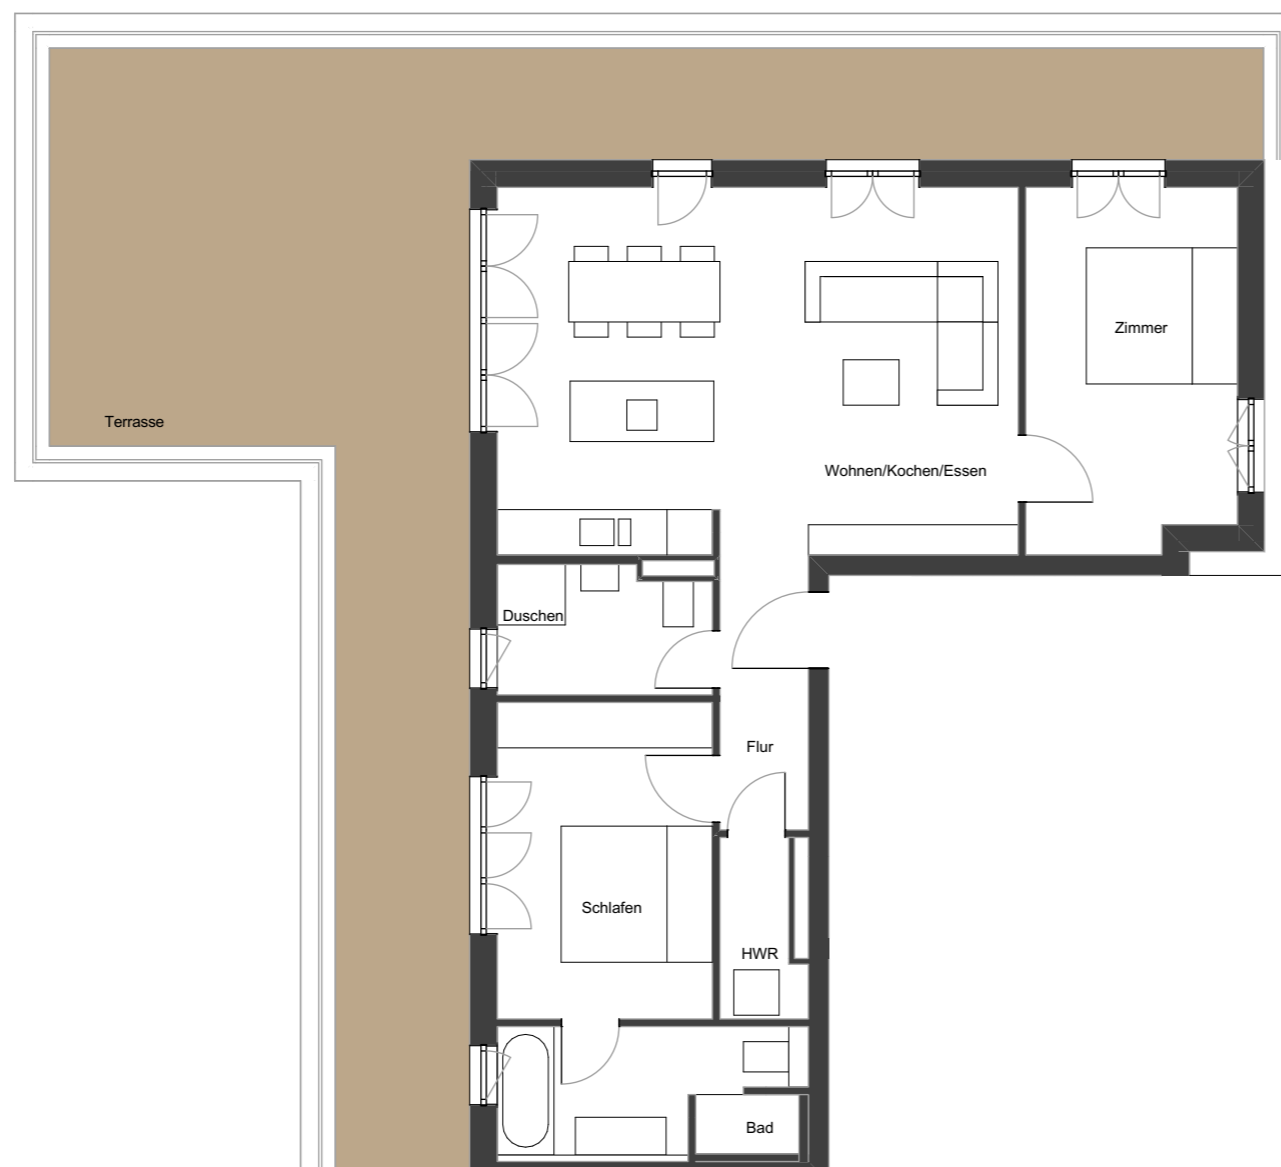 Zimmer
Terrasse
Wohnen/Kochen/Essen
Duschen
Flur
Schlafen
HWR
Bad